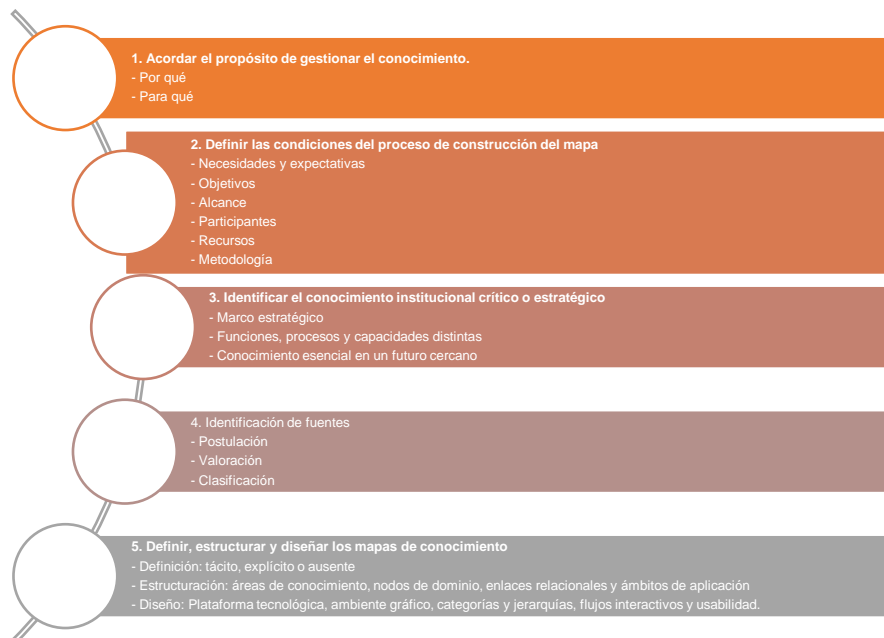 1. Acordar el propósito de gestionar el conocimiento.
- Por qué
- Para qué
2. Definir las condiciones del proceso de construcción del mapa
- Necesidades y expectativas
- Objetivos
- Alcance
- Participantes
- Recursos
- Metodología
3. Identificar el conocimiento institucional crítico o estratégico
- Marco estratégico
- Funciones, procesos y capacidades distintas
- Conocimiento esencial en un futuro cercano
4. Identificación de fuentes
- Postulación
- Valoración
- Clasificación
5. Definir, estructurar y diseñar los mapas de conocimiento
- Definición: tácito, explícito o ausente
- Estructuración: áreas de conocimiento, nodos de dominio, enlaces relacionales y ámbitos de aplicación
- Diseño: Plataforma tecnológica, ambiente gráfico, categorías y jerarquías, flujos interactivos y usabilidad.